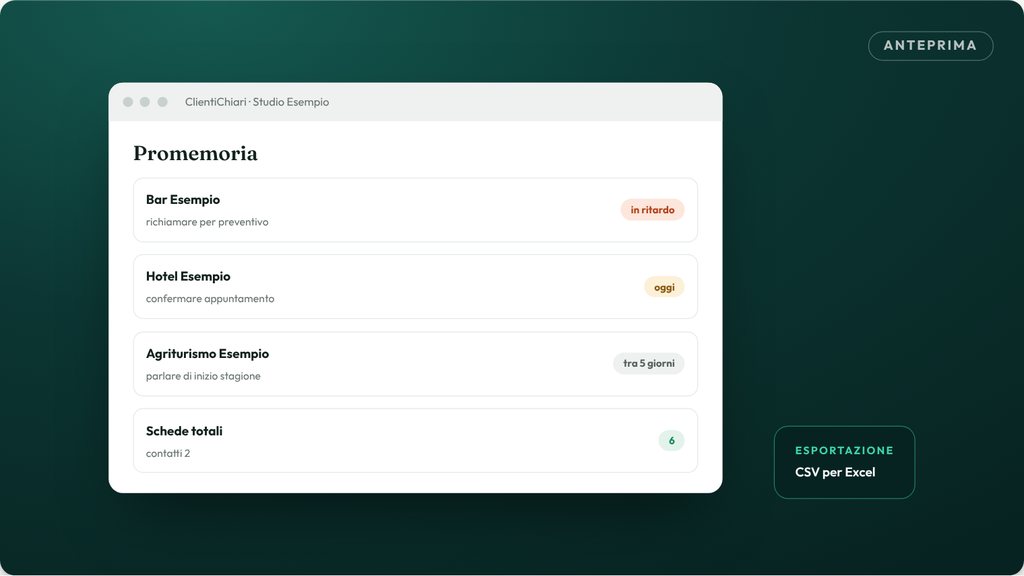 ANTEPRIMA
ClientiChiari · Studio Esempio
Promemoria
Bar Esempio
richiamare per preventivo
in ritardo
Hotel Esempio
confermare appuntamento
oggi
Agriturismo Esempio
parlare di inizio stagione
tra 5 giorni
Schede totali
contatti 2
6
ESPORTAZIONE
CSV per Excel